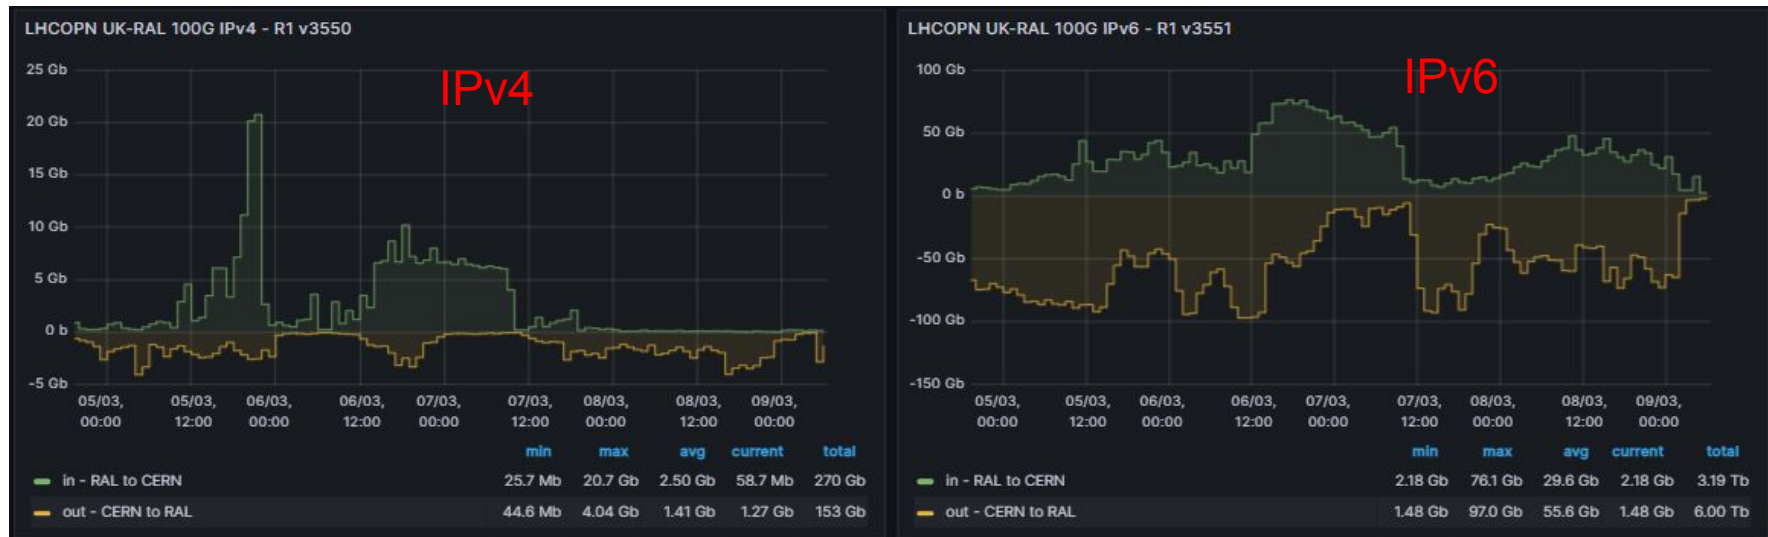 LHCOPN UK-RAL 100G IPv4 - R1 v3550
IPv4
25 Gb
20 Gb
15 Gb
10 Gb
5 Gb
0 b
-5 Gb
05/03, 05/03, 06/03, 06/03, 07/03, 07/03, 08/03, 08/03, 09/03,
00:00 12:00 00:00 12:00 00:00 12:00 00:00 12:00 00:00
min max avg current total
in - RAL to CERN 25.7 Mb 20.7 Gb 2.50 Gb 58.7 Mb 270 Gb
out - CERN to RAL 44.6 Mb 4.04 Gb 1.41 Gb 1.27 Gb 153 Gb
LHCOPN UK-RAL 100G IPv6 - R1 v3551
IPv6
100 Gb
50 Gb
0 b
-50 Gb
-100 Gb
-150 Gb
05/03, 05/03, 06/03, 06/03, 07/03, 07/03, 08/03, 08/03, 09/03,
00:00 12:00 00:00 12:00 00:00 12:00 00:00 12:00 00:00
min max avg current total
in - RAL to CERN 2.18 Gb 76.1 Gb 29.6 Gb 2.18 Gb 3.19 Tb
out - CERN to RAL 1.48 Gb 97.0 Gb 55.6 Gb 1.48 Gb 6.00 Tb